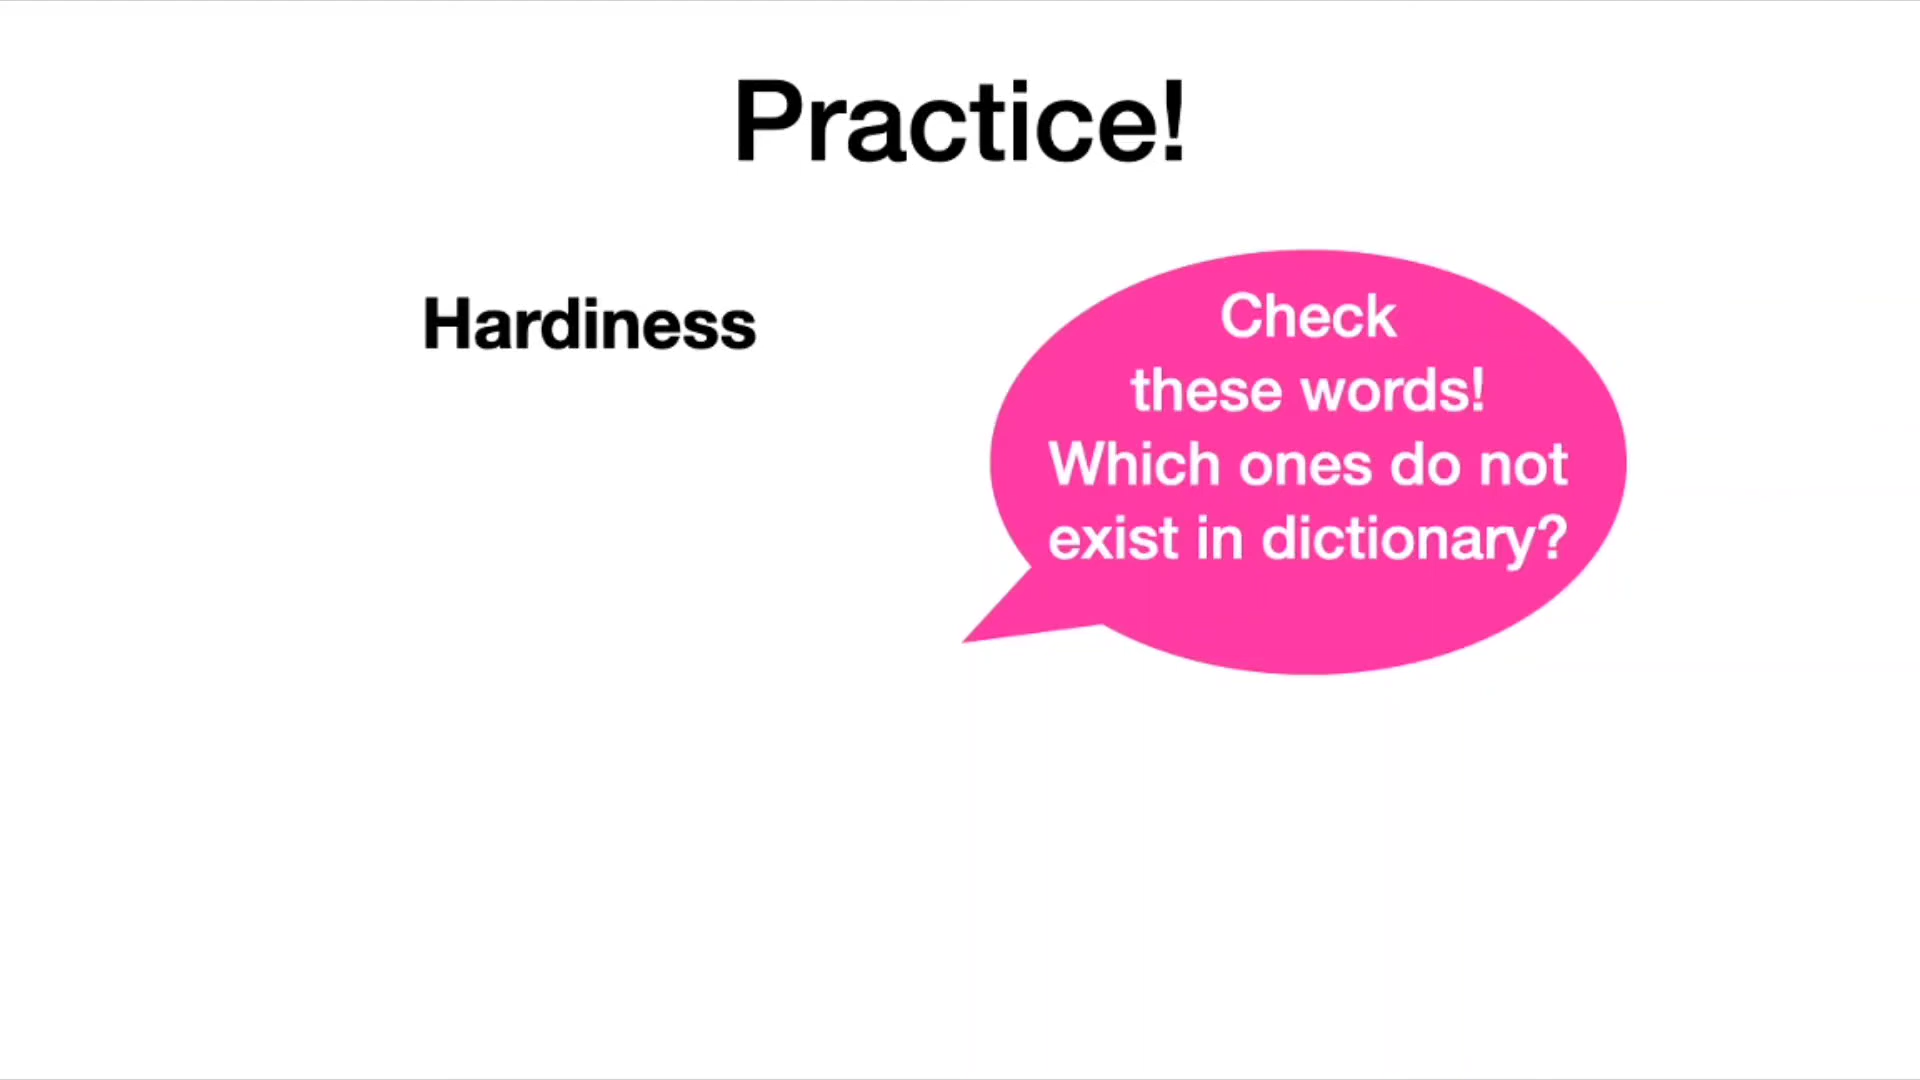 Practice!
Hardiness
Check
these words!
Which ones do not
exist in dictionary?